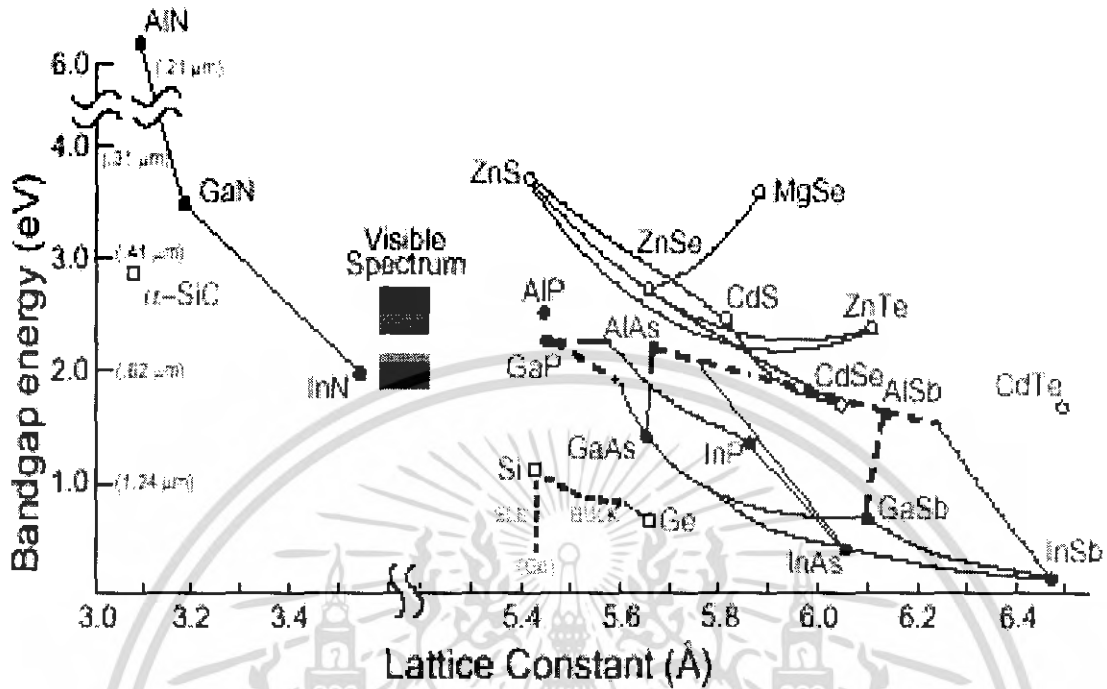 AlN
6.0
(.21 μm)
4.0
(.31 μm)
GaN
ZnS
MgSe
Visible
Spectrum
ZnSe
3.0
(.41 μm)
α-SiC
CdS
AlP
ZnTe
AlAs
2.0
(.62 μm)
InN
GaP
CdSe
AlSb
CdTe
GaAs
InP
Si
1.0
(1.24 μm)
Ge
GaSb
InAs
InSb
Bandgap energy (eV)
3.0 3.2 3.4 5.4 5.6 5.8 6.0 6.2 6.4
Lattice Constant (Å)